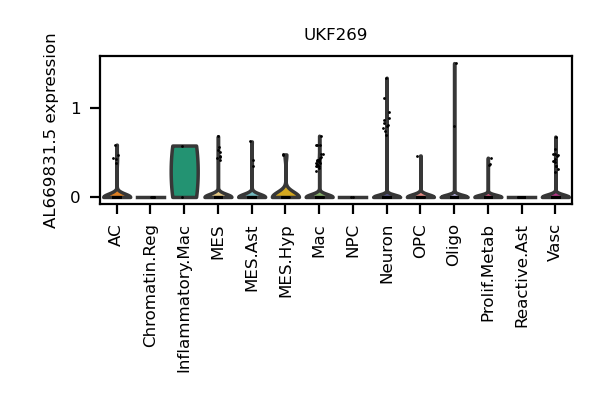 UKF269
AL669831.5 expression
1
0
AC
Chromatin.Reg
Inflammatory.Mac
MES
MES.Ast
MES.Hyp
Mac
NPC
Neuron
OPC
Oligo
Prolif.Metab
Reactive.Ast
Vasc